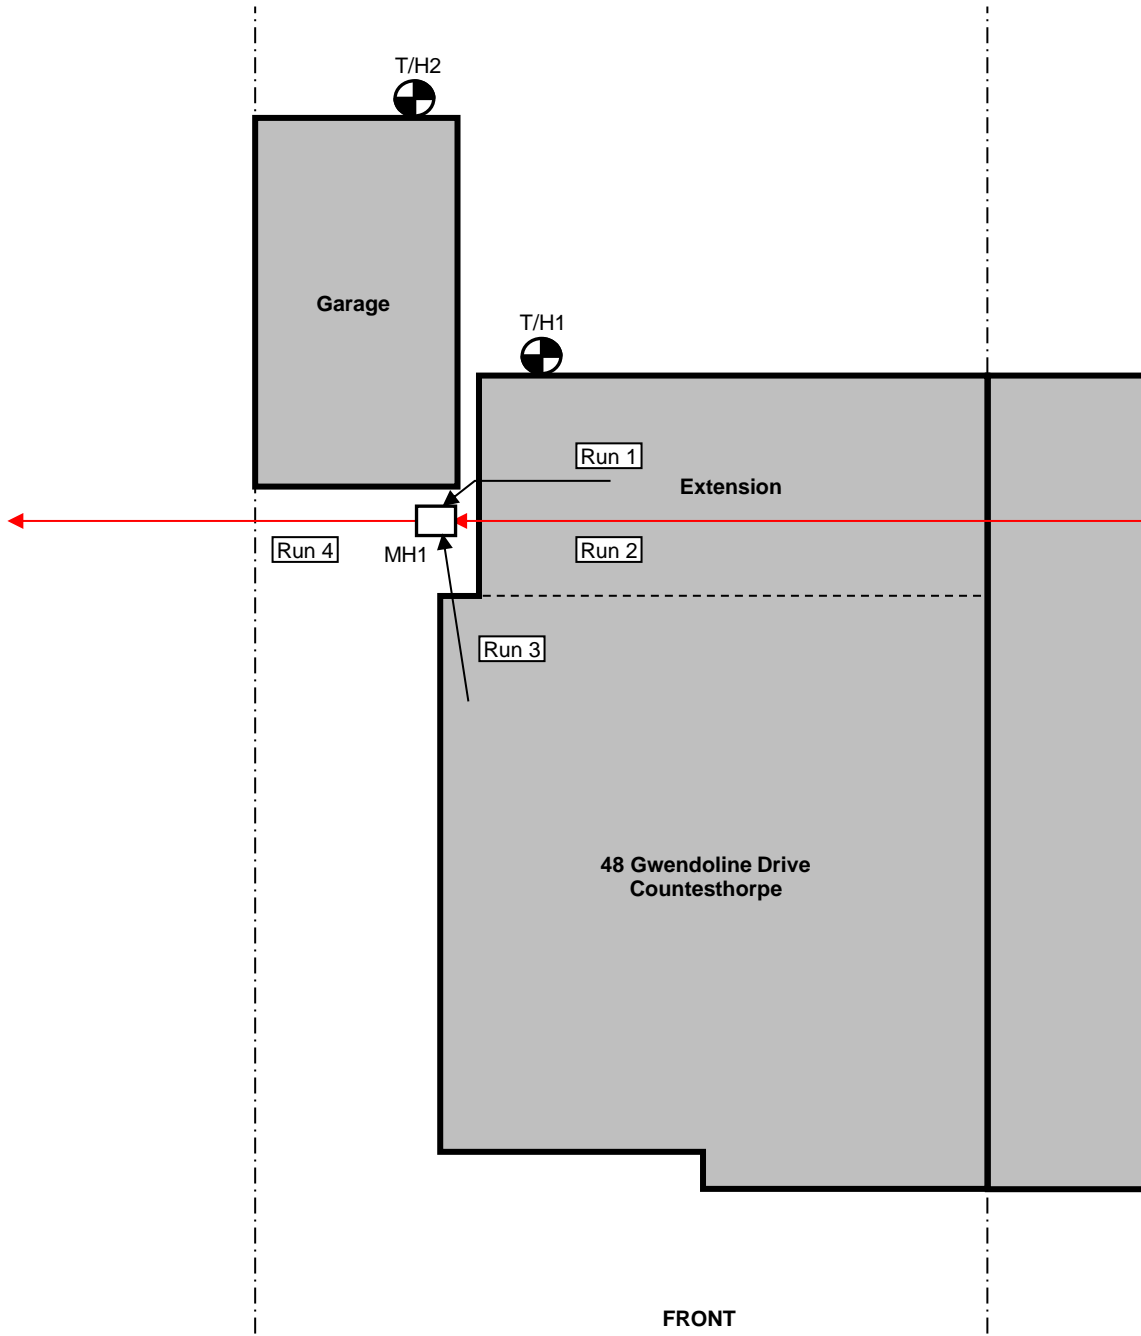 T/H2
Garage
T/H1
Run 1
Extension
Run 4
MH1
Run 2
Run 3
48 Gwendoline Drive
Countesthorpe
FRONT